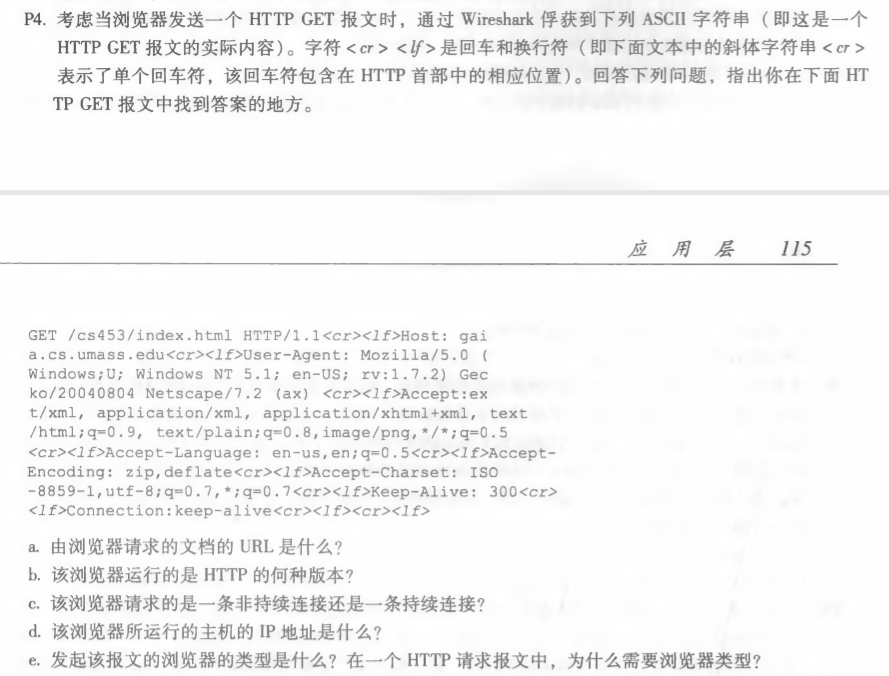 P4. 考虑当浏览器发送一个 HTTP GET 报文时，通过 Wireshark 俘获到下列 ASCII 字符串（即这是一个
HTTP GET 报文的实际内容）。字符 <cr> <lf> 是回车和换行符（即下面文本中的斜体字符串 <cr>
表示了单个回车符，该回车符包含在 HTTP 首部中的相应位置）。回答下列问题，指出你在下面 HT
TP GET 报文中找到答案的地方。
应 用 层 115
GET /cs453/index.html HTTP/1.1<cr><lf>Host: gai
a.cs.umass.edu<cr><lf>User-Agent: Mozilla/5.0 (
Windows;U; Windows NT 5.1; en-US; rv:1.7.2) Gec
ko/20040804 Netscape/7.2 (ax) <cr><lf>Accept:ex
t/xml, application/xml, application/xhtml+xml, text
/html;q=0.9, text/plain;q=0.8,image/png,*/*;q=0.5
<cr><lf>Accept-Language: en-us,en;q=0.5<cr><lf>Accept-
Encoding: zip,deflate<cr><lf>Accept-Charset: ISO
-8859-1,utf-8;q=0.7,*;q=0.7<cr><lf>Keep-Alive: 300<cr>
<lf>Connection:keep-alive<cr><lf><cr><lf>
a. 由浏览器请求的文档的 URL 是什么？
b. 该浏览器运行的是 HTTP 的何种版本？
c. 该浏览器请求的是一条非持续连接还是一条持续连接？
d. 该浏览器所运行的主机的 IP 地址是什么？
e. 发起该报文的浏览器的类型是什么？在一个 HTTP 请求报文中，为什么需要浏览器类型？